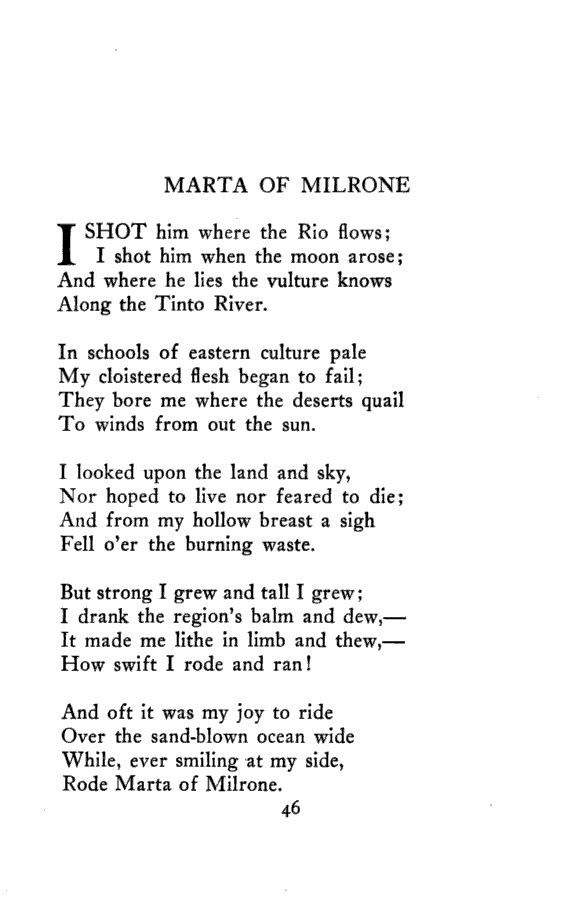 MARTA OF MILRONE
I SHOT him where the Rio flows;
I shot him when the moon arose;
And where he lies the vulture knows
Along the Tinto River.
In schools of eastern culture pale
My cloistered flesh began to fail;
They bore me where the deserts quail
To winds from out the sun.
I looked upon the land and sky,
Nor hoped to live nor feared to die;
And from my hollow breast a sigh
Fell o'er the burning waste.
But strong I grew and tall I grew;
I drank the region's balm and dew,—
It made me lithe in limb and thew,—
How swift I rode and ran!
And oft it was my joy to ride
Over the sand-blown ocean wide
While, ever smiling at my side,
Rode Marta of Milrone.
46